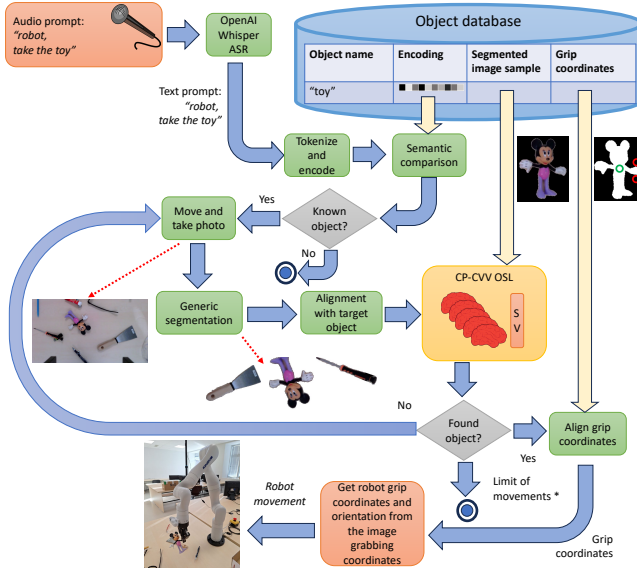 Audio prompt:
“robot,
take the toy”
OpenAI
Whisper
ASR
Object database
Object name
Encoding
Segmented
image sample
Grip
coordinates
“toy”
Text prompt:
“robot,
take the toy”
Tokenize
and
encode
Semantic
comparison
Move and
take photo
Yes
Known
object?
No
Generic
segmentation
Alignment
with target
object
CP-CVV OSL
S
V
No
Found
object?
Yes
Align grip
coordinates
Limit of
movements *
Robot
movement
Get robot grip
coordinates and
orientation from
the image
grabbing
coordinates
Grip
coordinates